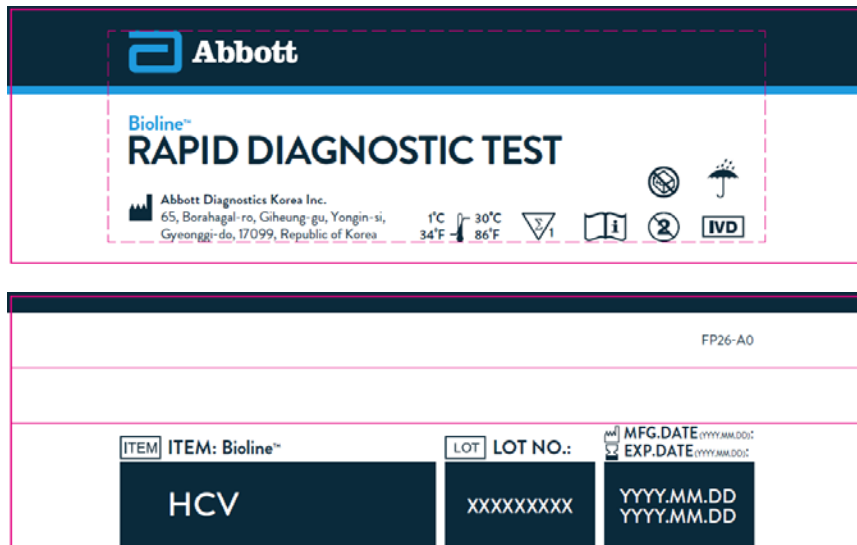 Abbott
Bioline™
RAPID DIAGNOSTIC TEST
Abbott Diagnostics Korea Inc.
65, Borahagal-ro, Giheung-gu, Yongin-si,
Gyeonggi-do, 17099, Republic of Korea
1°C 30°C
34°F 86°F
Σ 1
i
2
IVD
FP26-A0
ITEM ITEM: Bioline™
LOT LOT NO.:
MFG.DATE (YYYY.MM.DD):
EXP.DATE (YYYY.MM.DD):
HCV
XXXXXXXXX
YYYY.MM.DD
YYYY.MM.DD